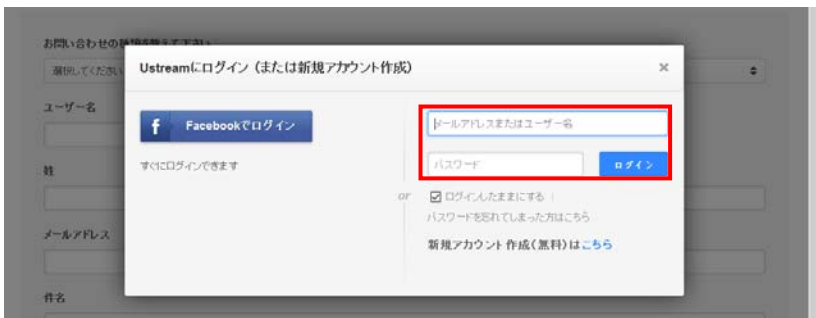 お問い合わせの種類を教えて下さい
選択してください
Ustreamにログイン（または新規アカウント作成）
×
ユーザー名
f Facebookでログイン
メールアドレスまたはユーザー名
すぐにログインできます
パスワード
ログイン
姓
or
ログインしたままにする |
パスワードを忘れてしまった方はこちら
メールアドレス
新規アカウント作成（無料）はこちら
件名